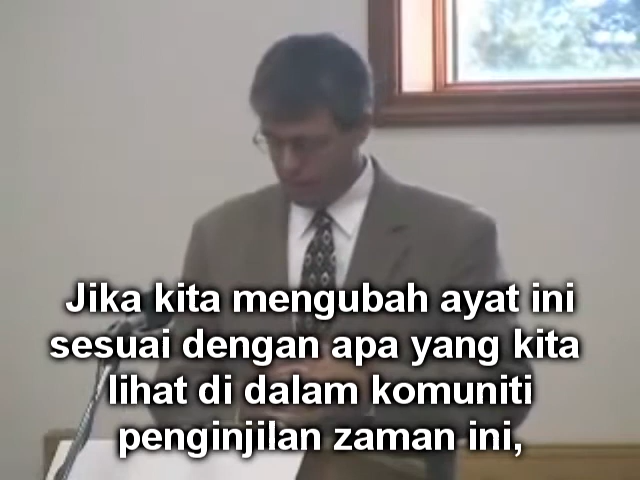 Jika kita mengubah ayat ini
sesuai dengan apa yang kita
lihat di dalam komuniti
penginjilan zaman ini,